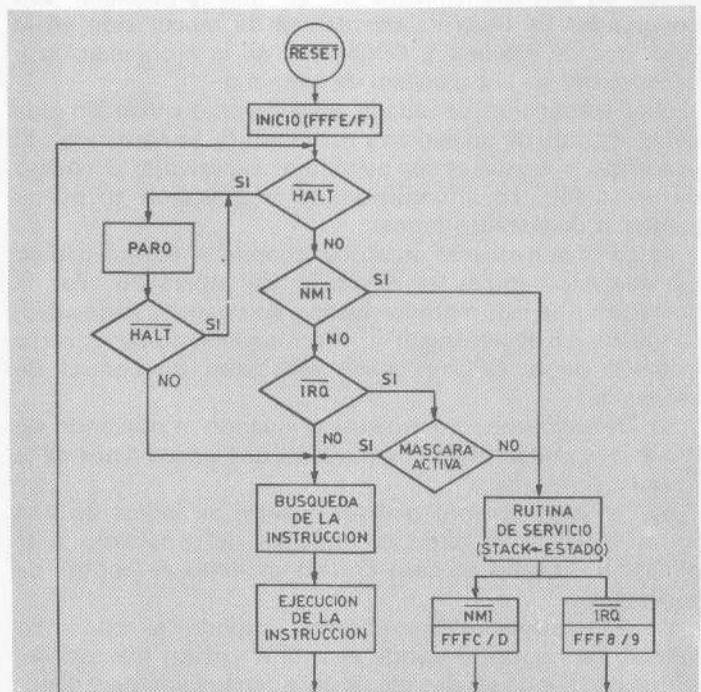 RESET
INICIO (FFFE/F)
SI
HALT
PARO
NO
HALT
SI
NO
NMI
SI
NO
IRQ
SI
NO
SI
MASCARA
ACTIVA
NO
BUSQUEDA
DE LA
INSTRUCCION
RUTINA
DE SERVICIO
(STACK←ESTADO)
EJECUCION
DE LA
INSTRUCCION
NMI
FFFC / D
IRQ
FFF8 / 9